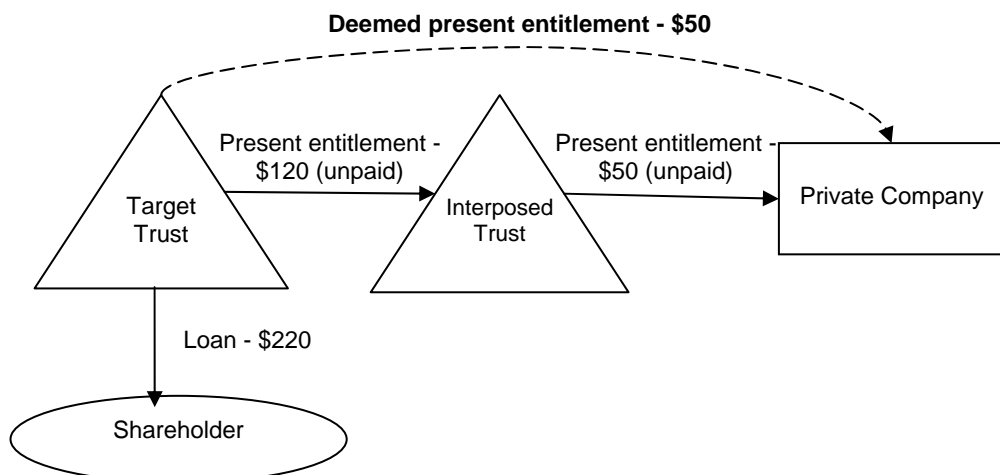 Deemed present entitlement - $50
Present entitlement -
$120 (unpaid)
Present entitlement -
$50 (unpaid)
Target
Trust
Interposed
Trust
Private Company
Loan - $220
Shareholder